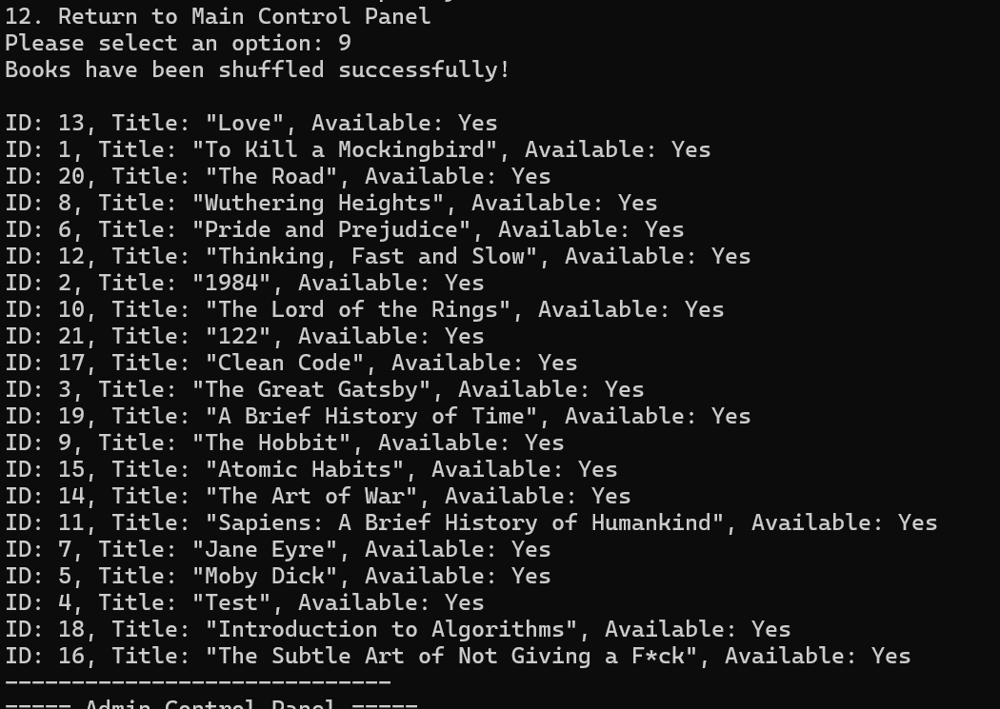 12. Return to Main Control Panel
Please select an option: 9
Books have been shuffled successfully!
ID: 13, Title: "Love", Available: Yes
ID: 1, Title: "To Kill a Mockingbird", Available: Yes
ID: 20, Title: "The Road", Available: Yes
ID: 8, Title: "Wuthering Heights", Available: Yes
ID: 6, Title: "Pride and Prejudice", Available: Yes
ID: 12, Title: "Thinking, Fast and Slow", Available: Yes
ID: 2, Title: "1984", Available: Yes
ID: 10, Title: "The Lord of the Rings", Available: Yes
ID: 21, Title: "122", Available: Yes
ID: 17, Title: "Clean Code", Available: Yes
ID: 3, Title: "The Great Gatsby", Available: Yes
ID: 19, Title: "A Brief History of Time", Available: Yes
ID: 9, Title: "The Hobbit", Available: Yes
ID: 15, Title: "Atomic Habits", Available: Yes
ID: 14, Title: "The Art of War", Available: Yes
ID: 11, Title: "Sapiens: A Brief History of Humankind", Available: Yes
ID: 7, Title: "Jane Eyre", Available: Yes
ID: 5, Title: "Moby Dick", Available: Yes
ID: 4, Title: "Test", Available: Yes
ID: 18, Title: "Introduction to Algorithms", Available: Yes
ID: 16, Title: "The Subtle Art of Not Giving a F*ck", Available: Yes
-----------------------------
===== Admin Control Panel =====